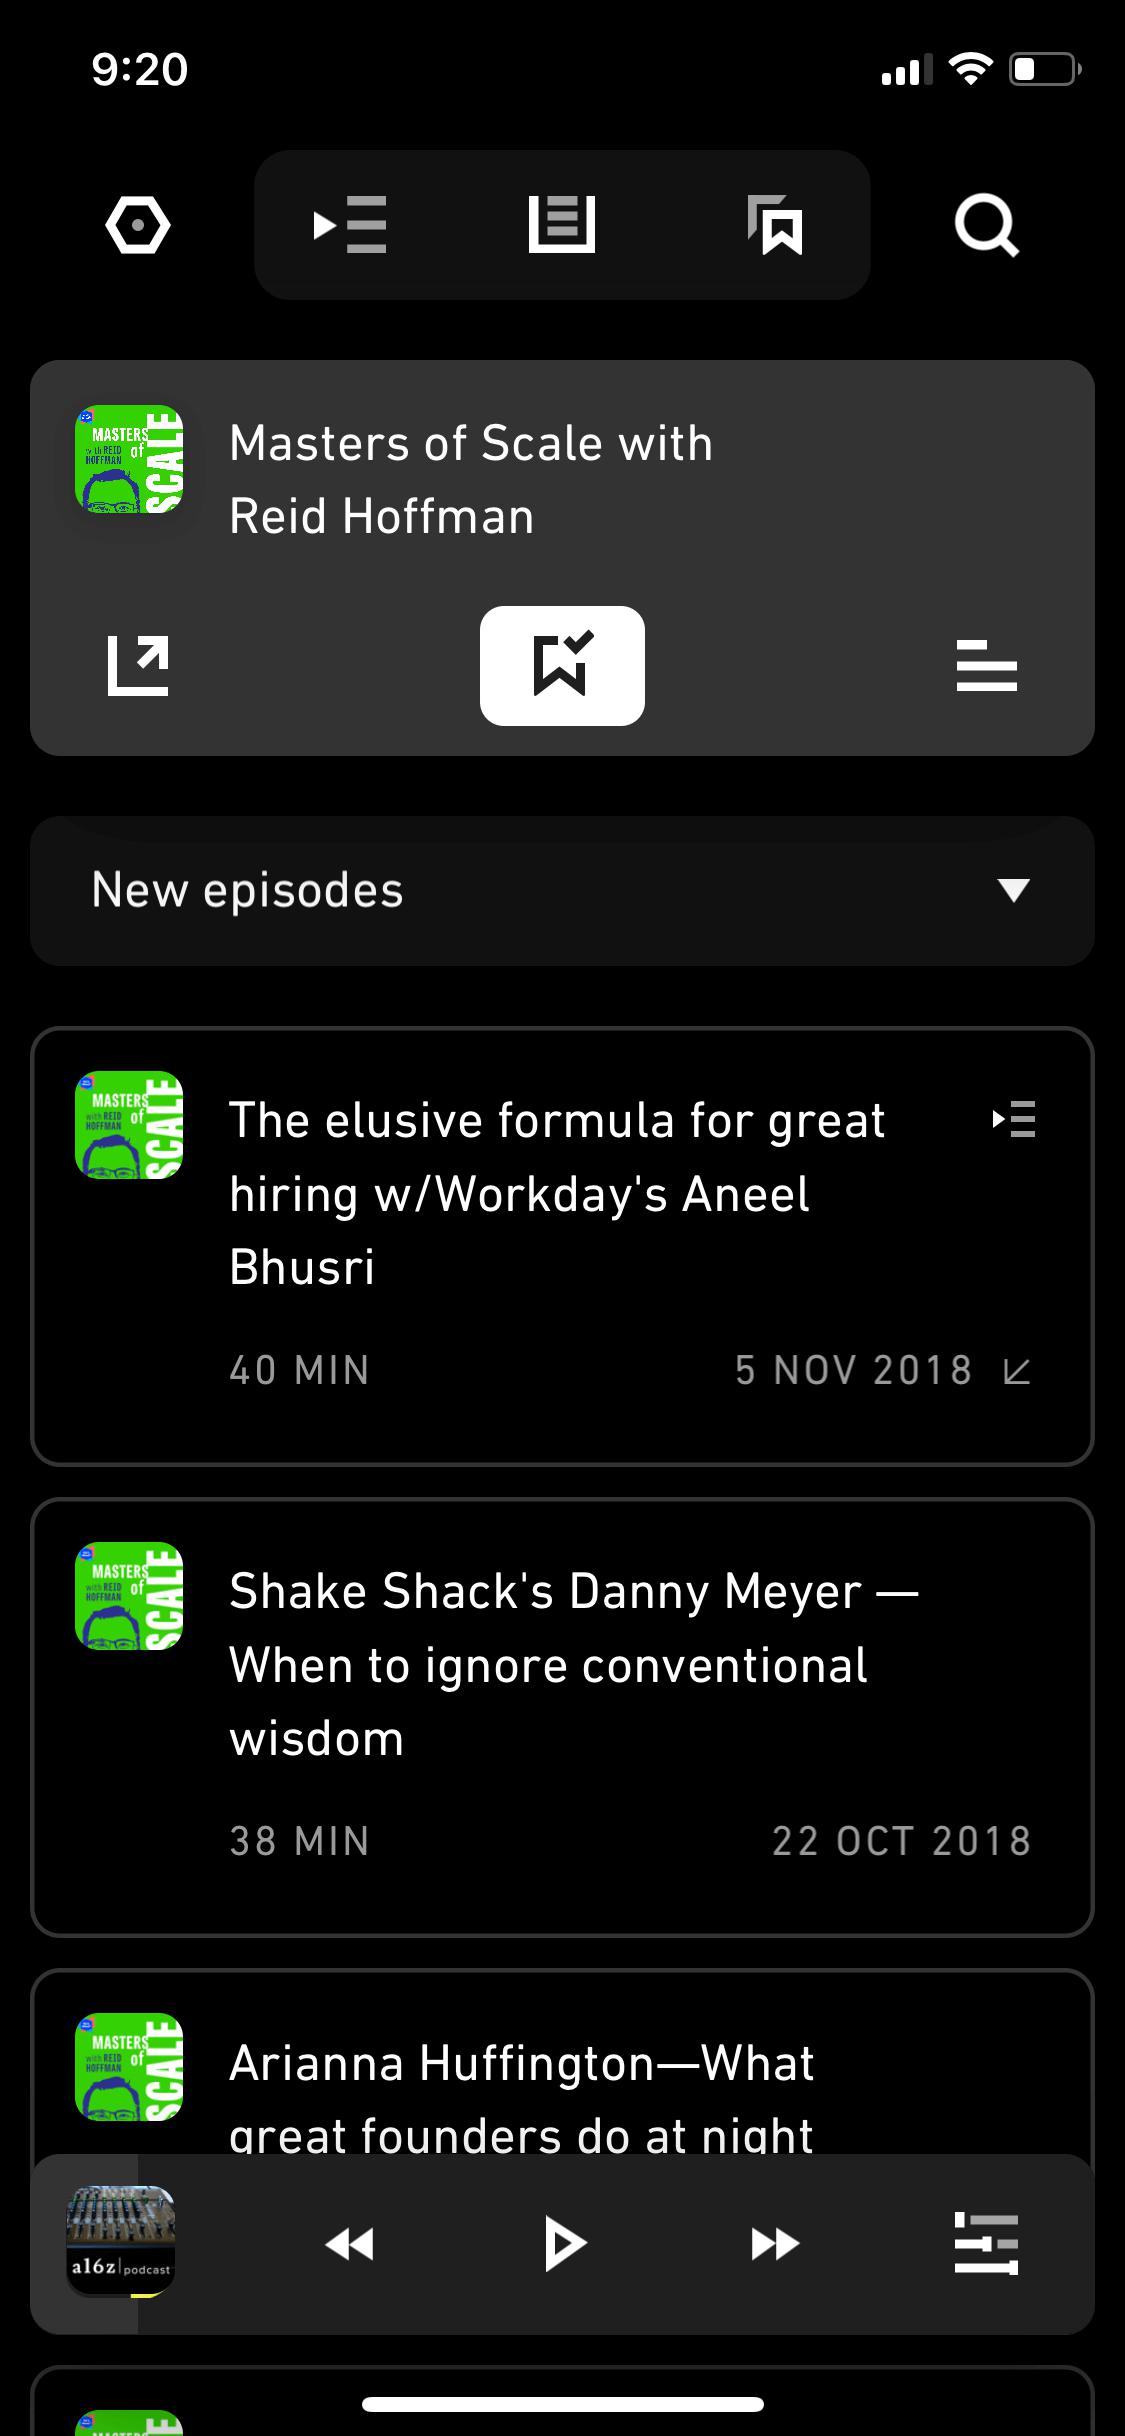 9:20
MASTERS
with REID
HOFFMAN
of
SCALE
Masters of Scale with
Reid Hoffman
New episodes
MASTERS
with REID
HOFFMAN
of
SCALE
The elusive formula for great
hiring w/Workday's Aneel
Bhusri
40 MIN
5 NOV 2018
MASTERS
with REID
HOFFMAN
of
SCALE
Shake Shack's Danny Meyer —
When to ignore conventional
wisdom
38 MIN
22 OCT 2018
MASTERS
with REID
HOFFMAN
of
SCALE
Arianna Huffington—What
great founders do at night
a16z|podcast
MASTERS